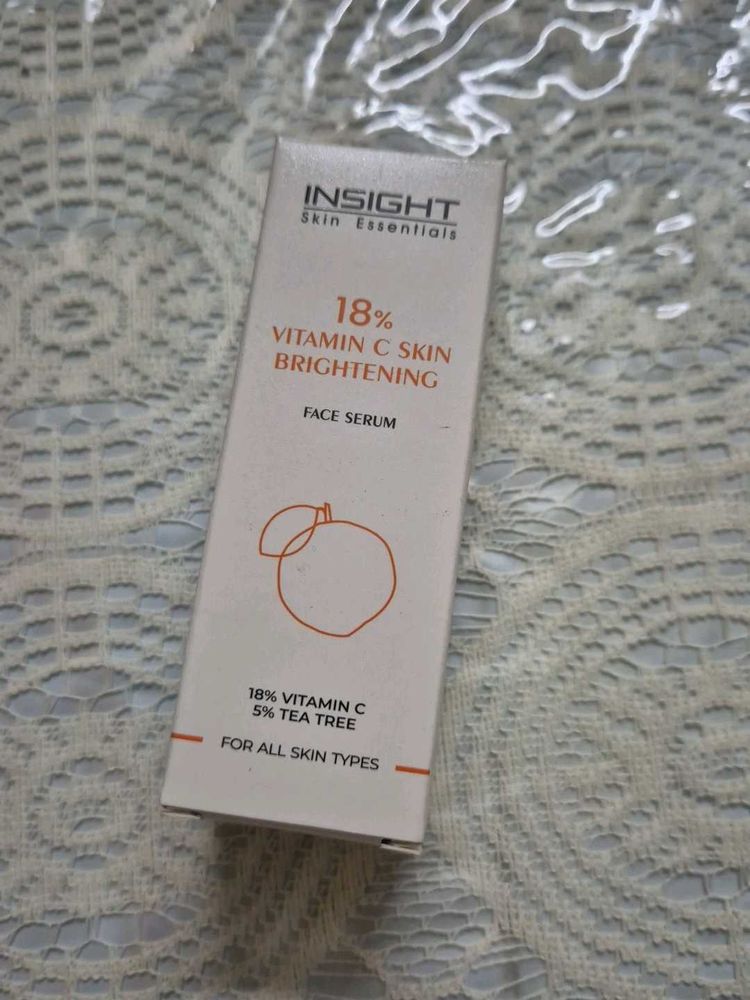 INSIGHT
Skin Essentials
18%
VITAMIN C SKIN
BRIGHTENING
FACE SERUM
18% VITAMIN C
5% TEA TREE
FOR ALL SKIN TYPES